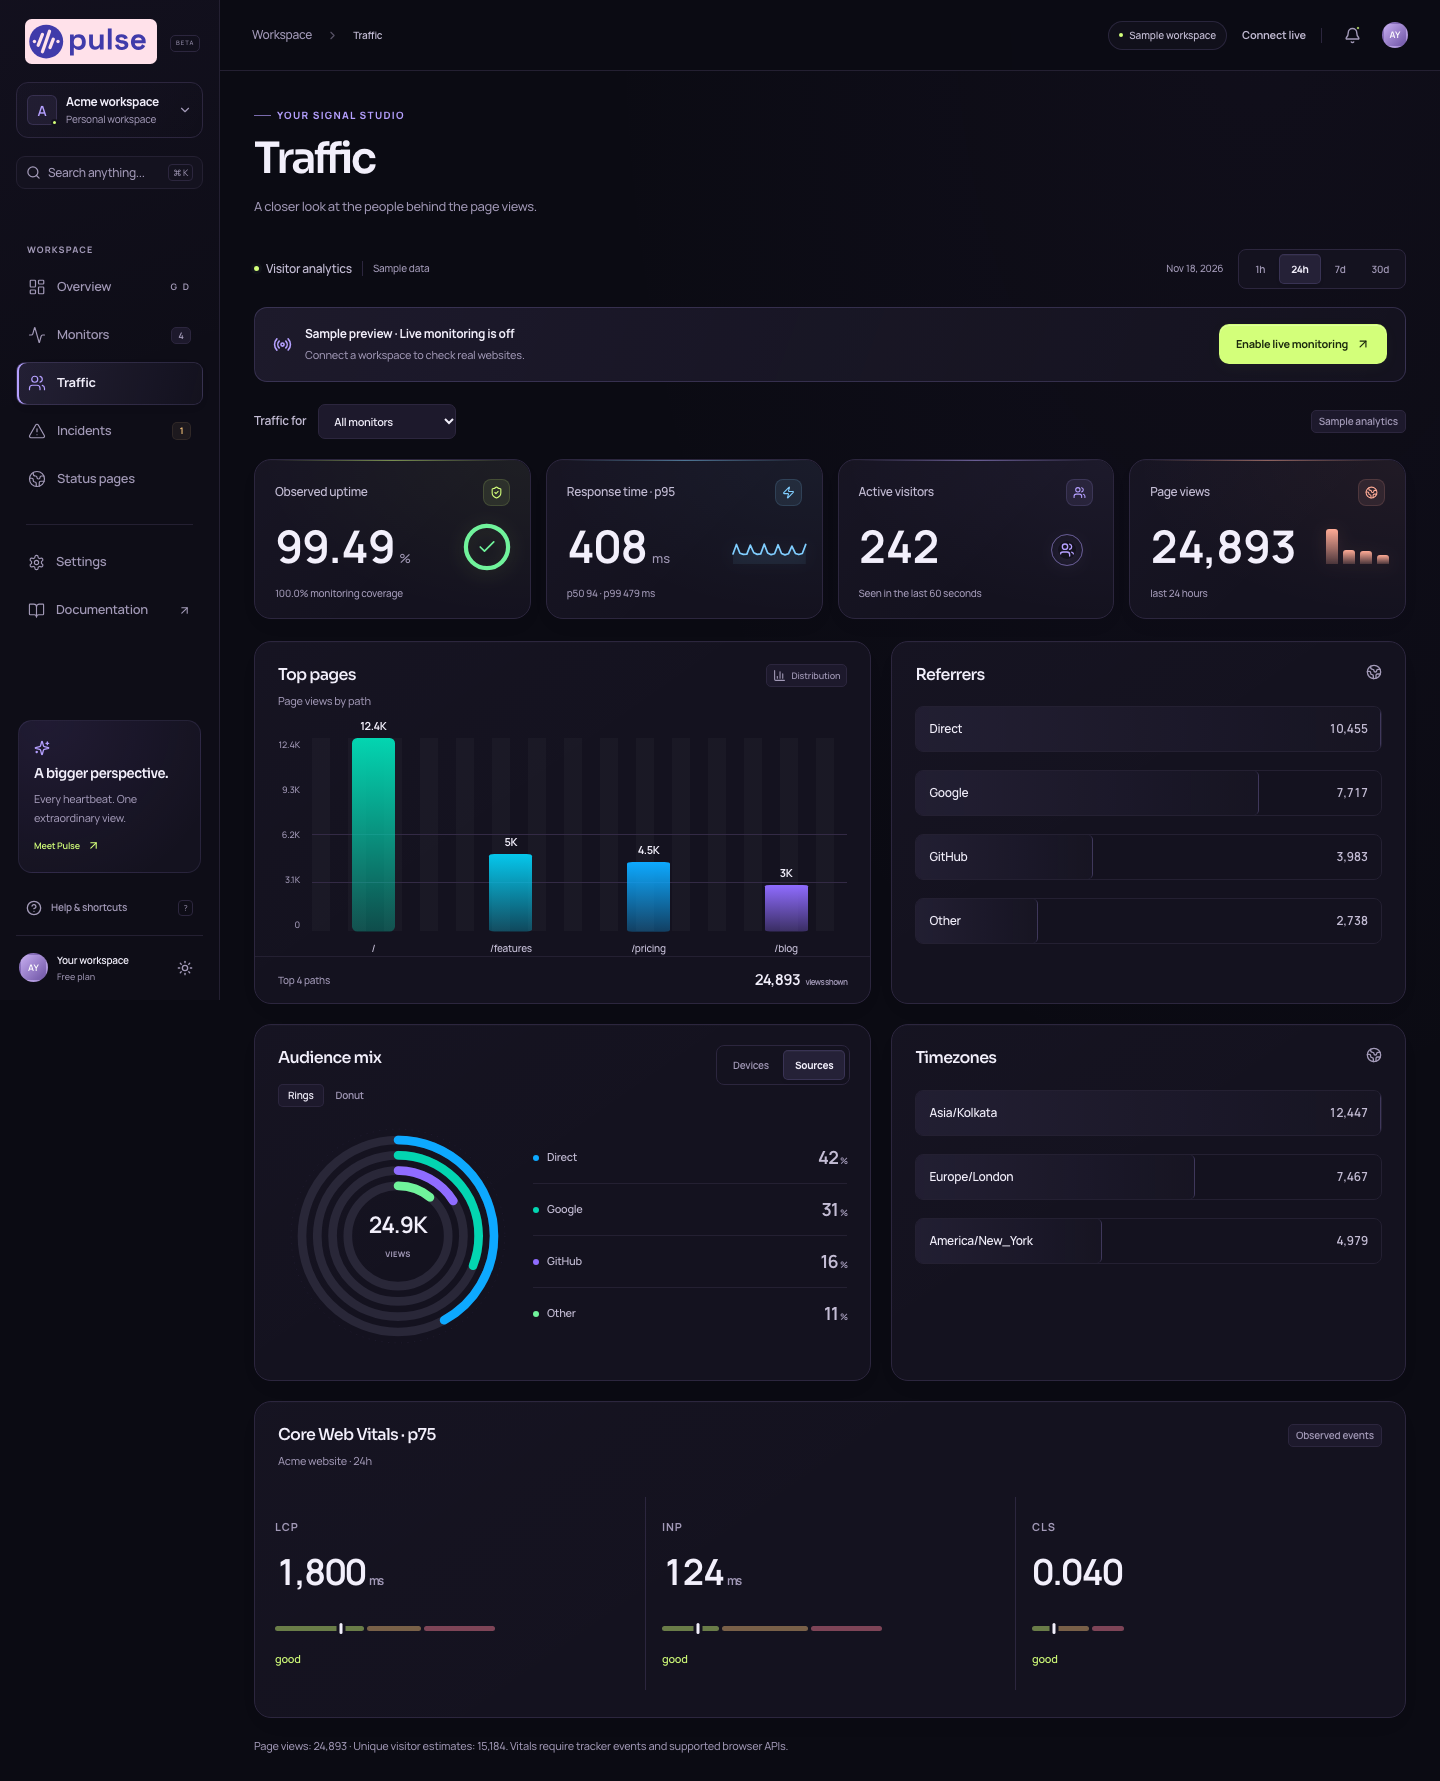 pulse
BETA
A
Acme workspace
Personal workspace
Search anything...
⌘K
WORKSPACE
Overview
G D
Monitors
4
Traffic
Incidents
1
Status pages
Settings
Documentation
A bigger perspective.
Every heartbeat. One
extraordinary view.
Meet Pulse
Help & shortcuts
?
AY
Your workspace
Free plan
Workspace
Traffic
Sample workspace
Connect live
AY
YOUR SIGNAL STUDIO
Traffic
A closer look at the people behind the page views.
Visitor analytics
Sample data
Nov 18, 2026
1h
24h
7d
30d
Sample preview · Live monitoring is off
Connect a workspace to check real websites.
Enable live monitoring
Traffic for
All monitors
Sample analytics
Observed uptime
99.49 %
100.0% monitoring coverage
Response time · p95
408 ms
p50 94 · p99 479 ms
Active visitors
242
Seen in the last 60 seconds
Page views
24,893
last 24 hours
Top pages
Distribution
Page views by path
12.4K
9.3K
6.2K
3.1K
0
12.4K
5K
4.5K
3K
/
/features
/pricing
/blog
Top 4 paths
24,893 views shown
Referrers
Direct 10,455
Google 7,717
GitHub 3,983
Other 2,738
Audience mix
Devices
Sources
Rings
Donut
24.9K
VIEWS
Direct 42 %
Google 31 %
GitHub 16 %
Other 11 %
Timezones
Asia/Kolkata 12,447
Europe/London 7,467
America/New_York 4,979
Core Web Vitals · p75
Observed events
Acme website · 24h
LCP
1,800 ms
good
INP
124 ms
good
CLS
0.040
good
Page views: 24,893 · Unique visitor estimates: 15,184. Vitals require tracker events and supported browser APIs.